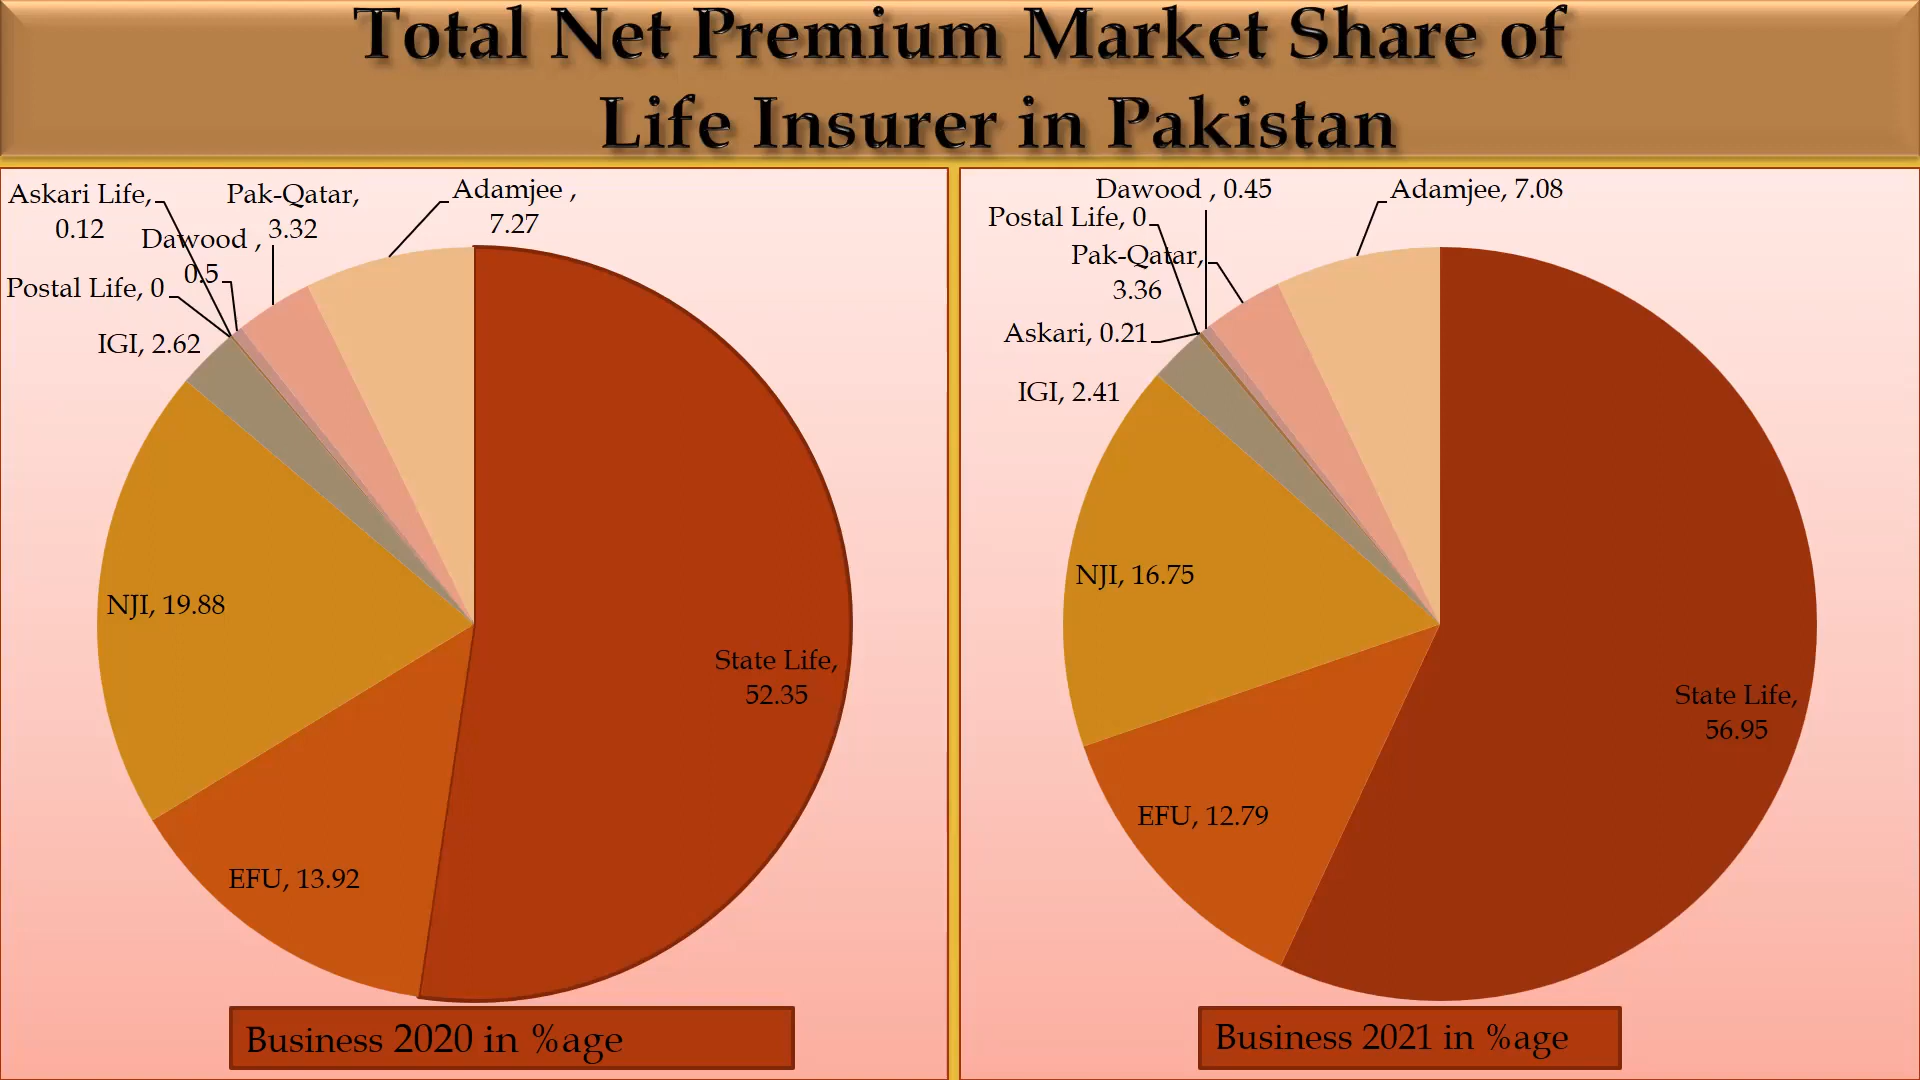 Total Net Premium Market Share of
Life Insurer in Pakistan
Askari Life,
0.12
Pak-Qatar,
3.32
Adamjee ,
7.27
Dawood ,
0.5
Postal Life, 0
IGI, 2.62
NJI, 19.88
State Life,
52.35
EFU, 13.92
Business 2020 in %age
Dawood , 0.45
Adamjee, 7.08
Postal Life, 0
Pak-Qatar,
3.36
Askari, 0.21
IGI, 2.41
NJI, 16.75
State Life,
56.95
EFU, 12.79
Business 2021 in %age